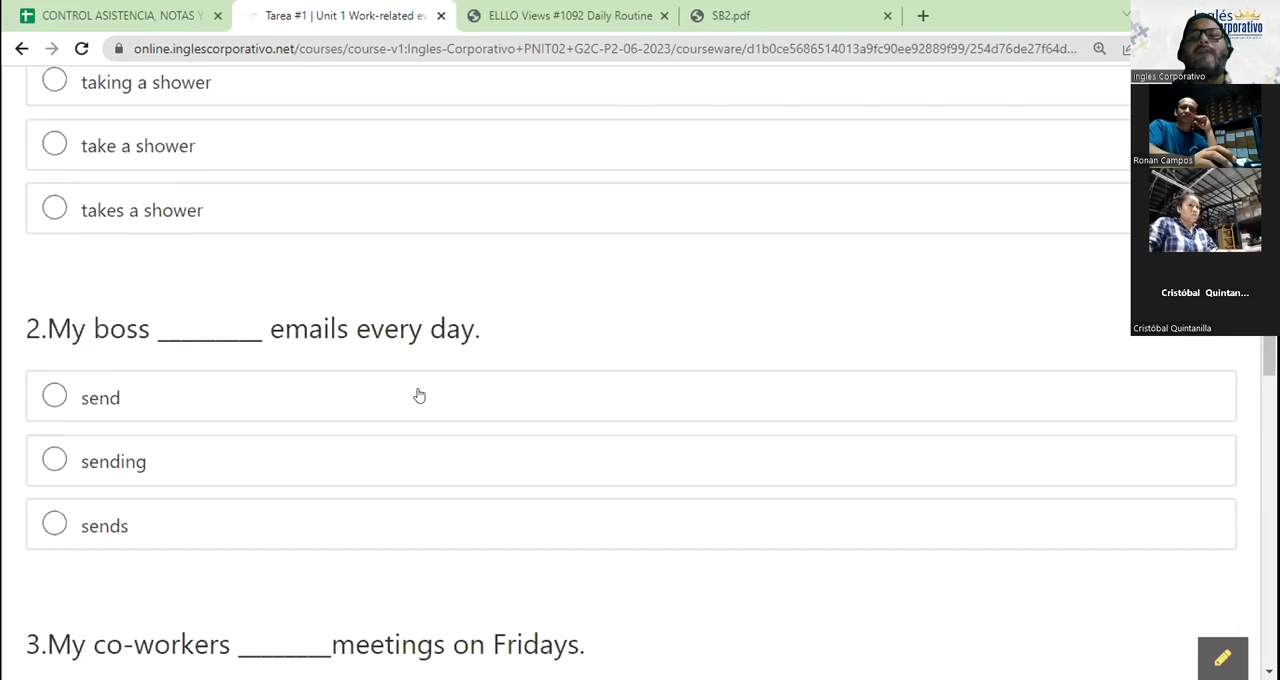 CONTROL ASISTENCIA, NOTAS Y
Tarea #1 | Unit 1 Work-related ev
ELLLO Views #1092 Daily Routine
SB2.pdf
online.inglescorporativo.net/courses/course-v1:Ingles-Corporativo+PNIT02+G2C-P2-06-2023/courseware/d1b0ce5686514013a9fc90ee92889f99/254d76de27f64d...
Inglés
Corporativo
Ingles Corporativo
Ronan Campos
Cristóbal Quintan...
Cristóbal Quintanilla
taking a shower
take a shower
takes a shower
2.My boss _________ emails every day.
send
sending
sends
3.My co-workers ________meetings on Fridays.